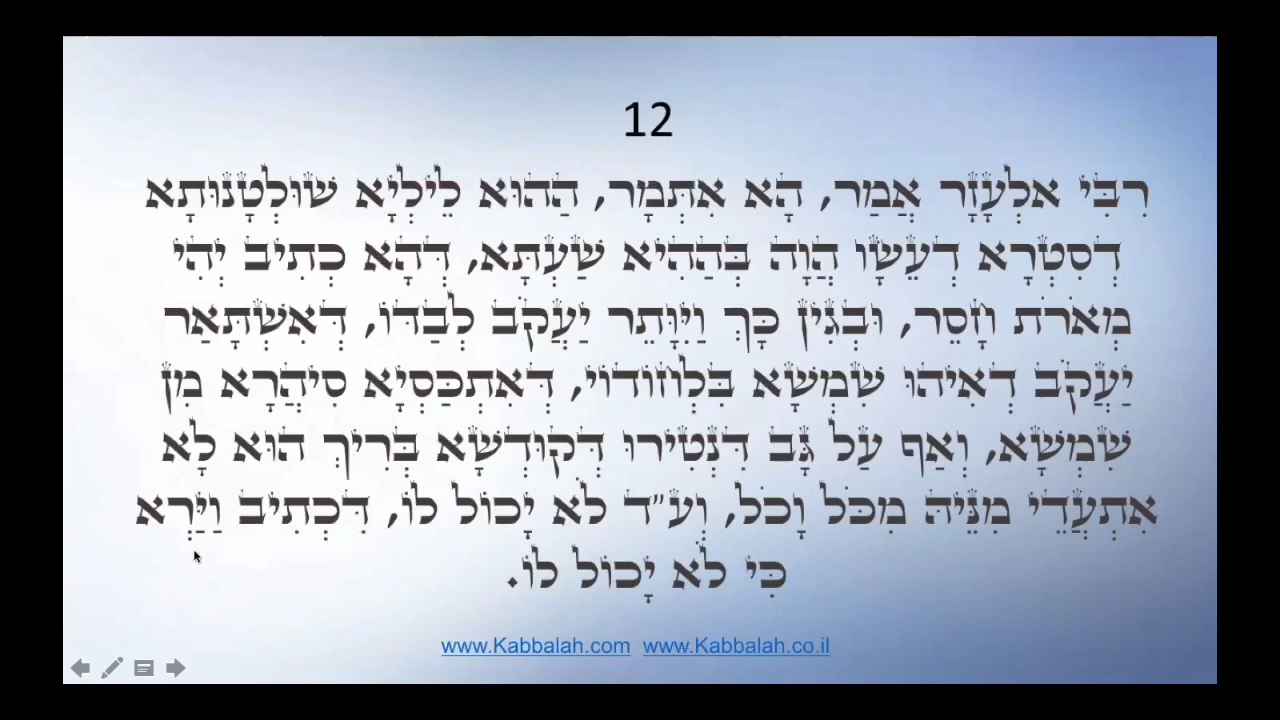 12
רִבִּי אלְעָזָר אֲמַר, הָא אִתְּמָר, הַהוּא לֵילְיָא שׁוּלְטָנוּתָא
דְסִטְרָא דְעֵשָׂו הֲוָה בְּהַהִיא שַׁעְתָּא, דְּהָא כְתִיב יְהִי
מְאֹרֹת חָסֵר, וּבְגִין כָּךְ וַיִּוָּתֵר יַעֲקֹב לְבַדּוֹ, דְּאִשְׁתָּאַר
יַעֲקֹב דְאִיהוּ שִׁמְשָׁא בִּלְחוֹדוֹי, דְּאִתְכַּסְיָא סִיהֲרָא מִן
שִׁמְשָׁא, וְאַף עַל גָּב דִּנְטִירוּ דְּקוּדְשָׁא בְּרִיךְ הוּא לָא
אִתְעֲדֵי מִנֵּיהּ מִכֹּל וָכֹל, וְע״ד לֹא יָכוֹל לוֹ, דִּכְתִיב וַיַּרְא
כִּי לֹא יָכוֹל לוֹ.
www.Kabbalah.com www.Kabbalah.co.il